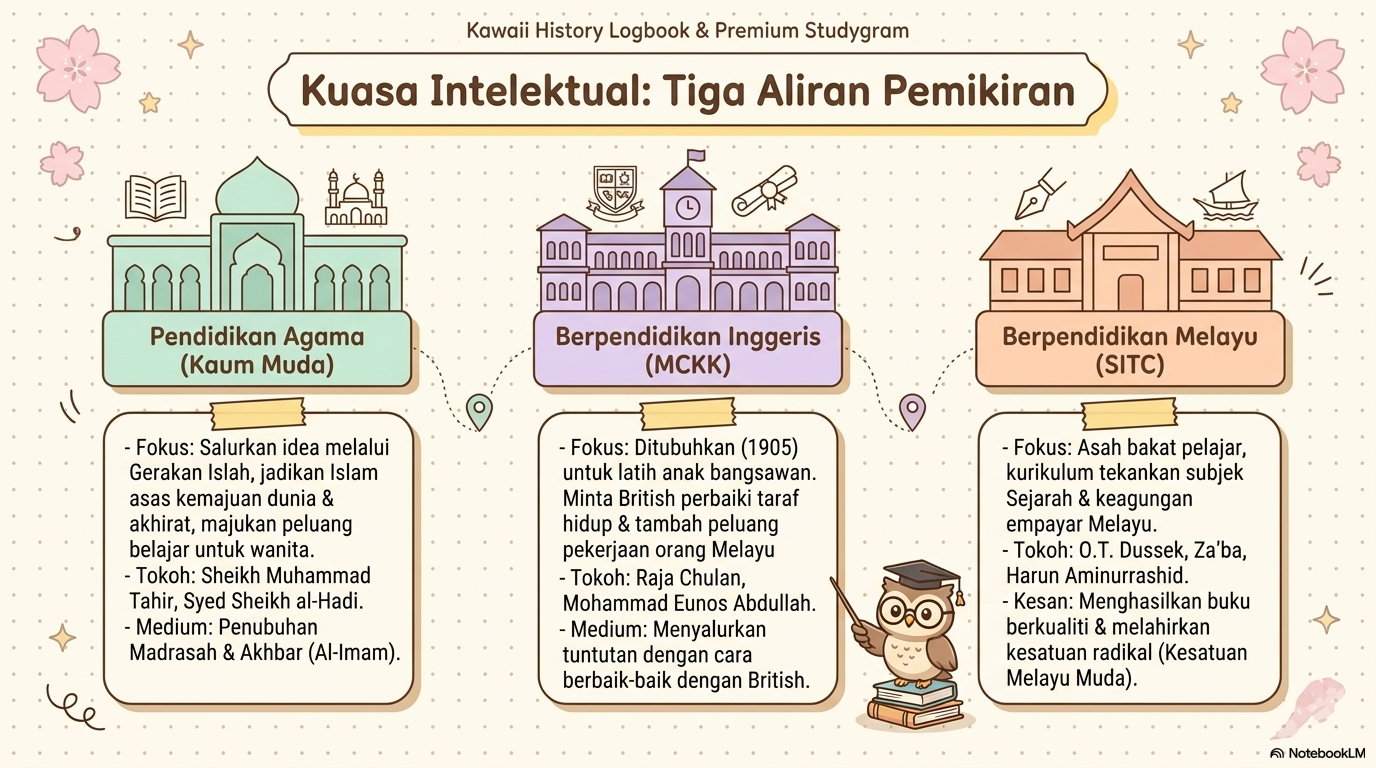 Kawaii History Logbook & Premium Studygram
Kuasa Intelektual: Tiga Aliran Pemikiran
Pendidikan Agama
(Kaum Muda)
- Fokus: Salurkan idea melalui
Gerakan Islah, jadikan Islam
asas kemajuan dunia &
akhirat, majukan peluang
belajar untuk wanita.
- Tokoh: Sheikh Muhammad
Tahir, Syed Sheikh al-Hadi.
- Medium: Penubuhan
Madrasah & Akhbar (Al-Imam).
Berpendidikan Inggeris
(MCKK)
- Fokus: Ditubuhkan (1905)
untuk latih anak bangsawan.
Minta British perbaiki taraf
hidup & tambah peluang
pekerjaan orang Melayu
- Tokoh: Raja Chulan,
Mohammad Eunos Abdullah.
- Medium: Menyalurkan
tuntutan dengan cara
berbaik-baik dengan British.
Berpendidikan Melayu
(SITC)
- Fokus: Asah bakat pelajar,
kurikulum tekankan subjek
Sejarah & keagungan
empayar Melayu.
- Tokoh: O.T. Dussek, Za'ba,
Harun Aminurrashid.
- Kesan: Menghasilkan buku
berkualiti & melahirkan
kesatuan radikal (Kesatuan
Melayu Muda).
NotebookLM